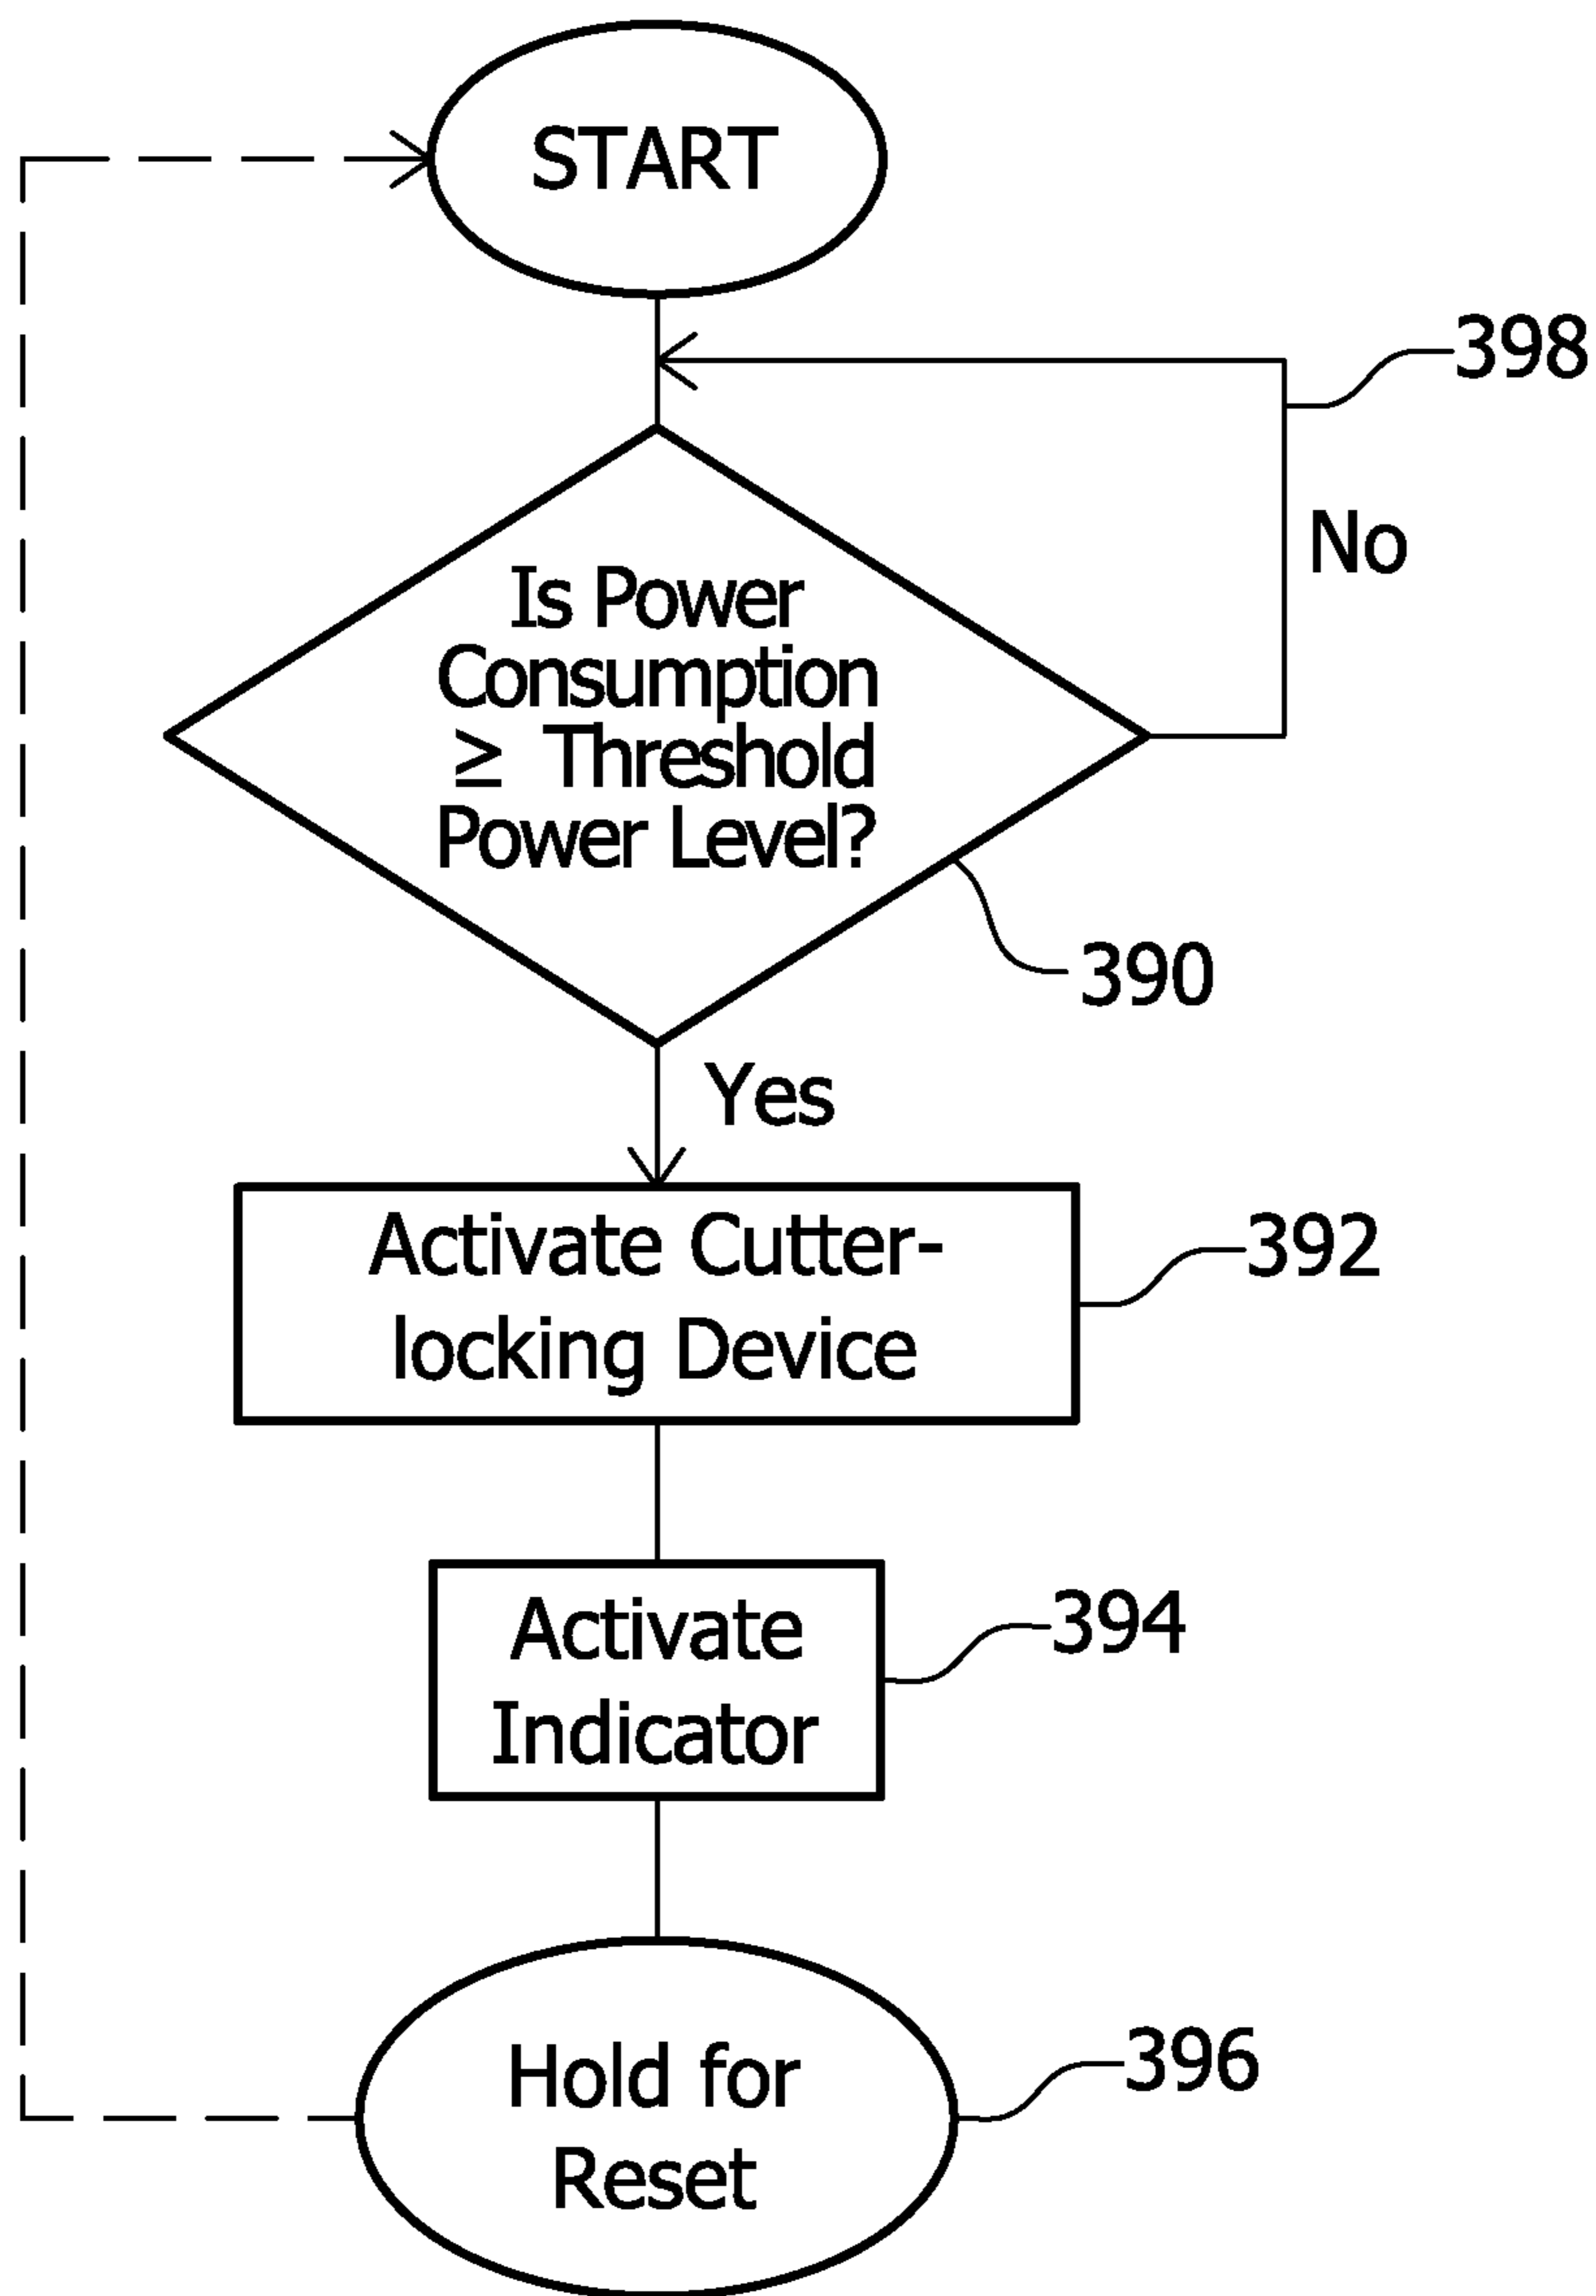 START
398
No
Is Power
Consumption
≥ Threshold
Power Level?
390
Yes
Activate Cutter-
locking Device
392
Activate
Indicator
394
Hold for
Reset
396